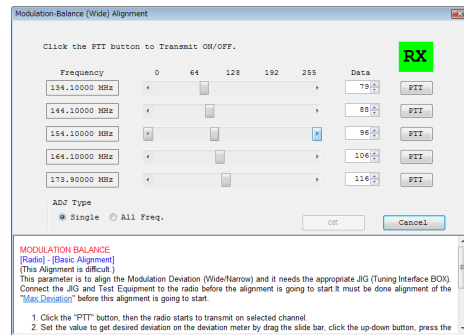 Modulation-Balance (Wide) Alignment
Click the PTT button to Transmit ON/OFF.
RX
Frequency 0 64 128 192 255 Data
134.10000 MHz 79 PTT
144.10000 MHz 88 PTT
154.10000 MHz 96 PTT
164.10000 MHz 106 PTT
173.90000 MHz 116 PTT
ADJ Type
Single All Freq.
OK Cancel
MODULATION BALANCE
[Radio] - [Basic Alignment]
(This Alignment is difficult.)
This parameter is to align the Modulation Deviation (Wide/Narrow) and it needs the appropriate JIG (Tuning Interface BOX).
Connect the JIG and Test Equipment to the radio before the alignment is going to start.It must be done alignment of the
"Max Deviation" before this alignment is going to start.
1. Click the "PTT" button, then the radio starts to transmit on selected channel.
2. Set the value to get desired deviation on the deviation meter by drag the slide bar, click the up-down button, press the